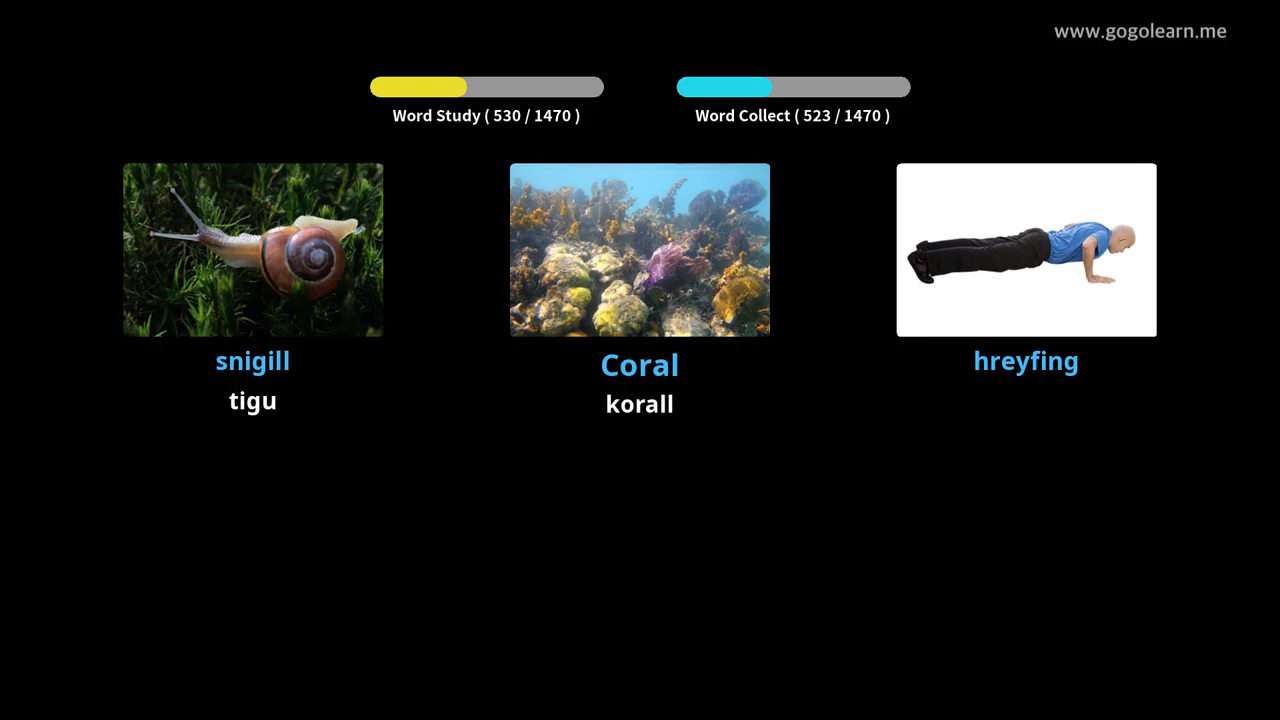 www.gogolearn.me
Word Study ( 530 / 1470 )
Word Collect ( 523 / 1470 )
snigill
tigu
Coral
korall
hreyfing